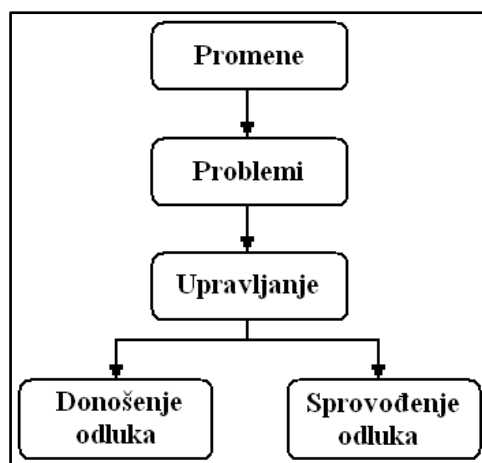 Promene
Problemi
Upravljanje
Donošenje
odluka
Sprovođenje
odluka